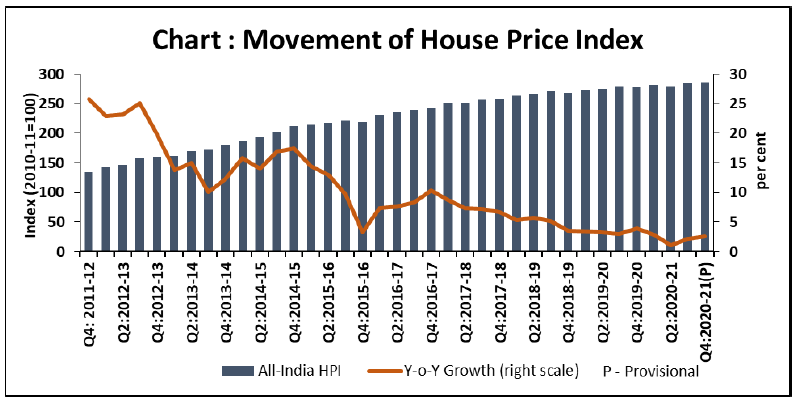 Chart : Movement of House Price Index
300
250
200
150
100
50
0
Index (2010-11=100)
30
25
20
15
10
5
0
per cent
Q4: 2011-12
Q2:2012-13
Q4:2012-13
Q2:2013-14
Q4:2013-14
Q2:2014-15
Q4:2014-15
Q2:2015-16
Q4:2015-16
Q2:2016-17
Q4:2016-17
Q2:2017-18
Q4:2017-18
Q2:2018-19
Q4:2018-19
Q2:2019-20
Q4:2019-20
Q2:2020-21
Q4:2020-21(P)
All-India HPI
Y-o-Y Growth (right scale)
P - Provisional